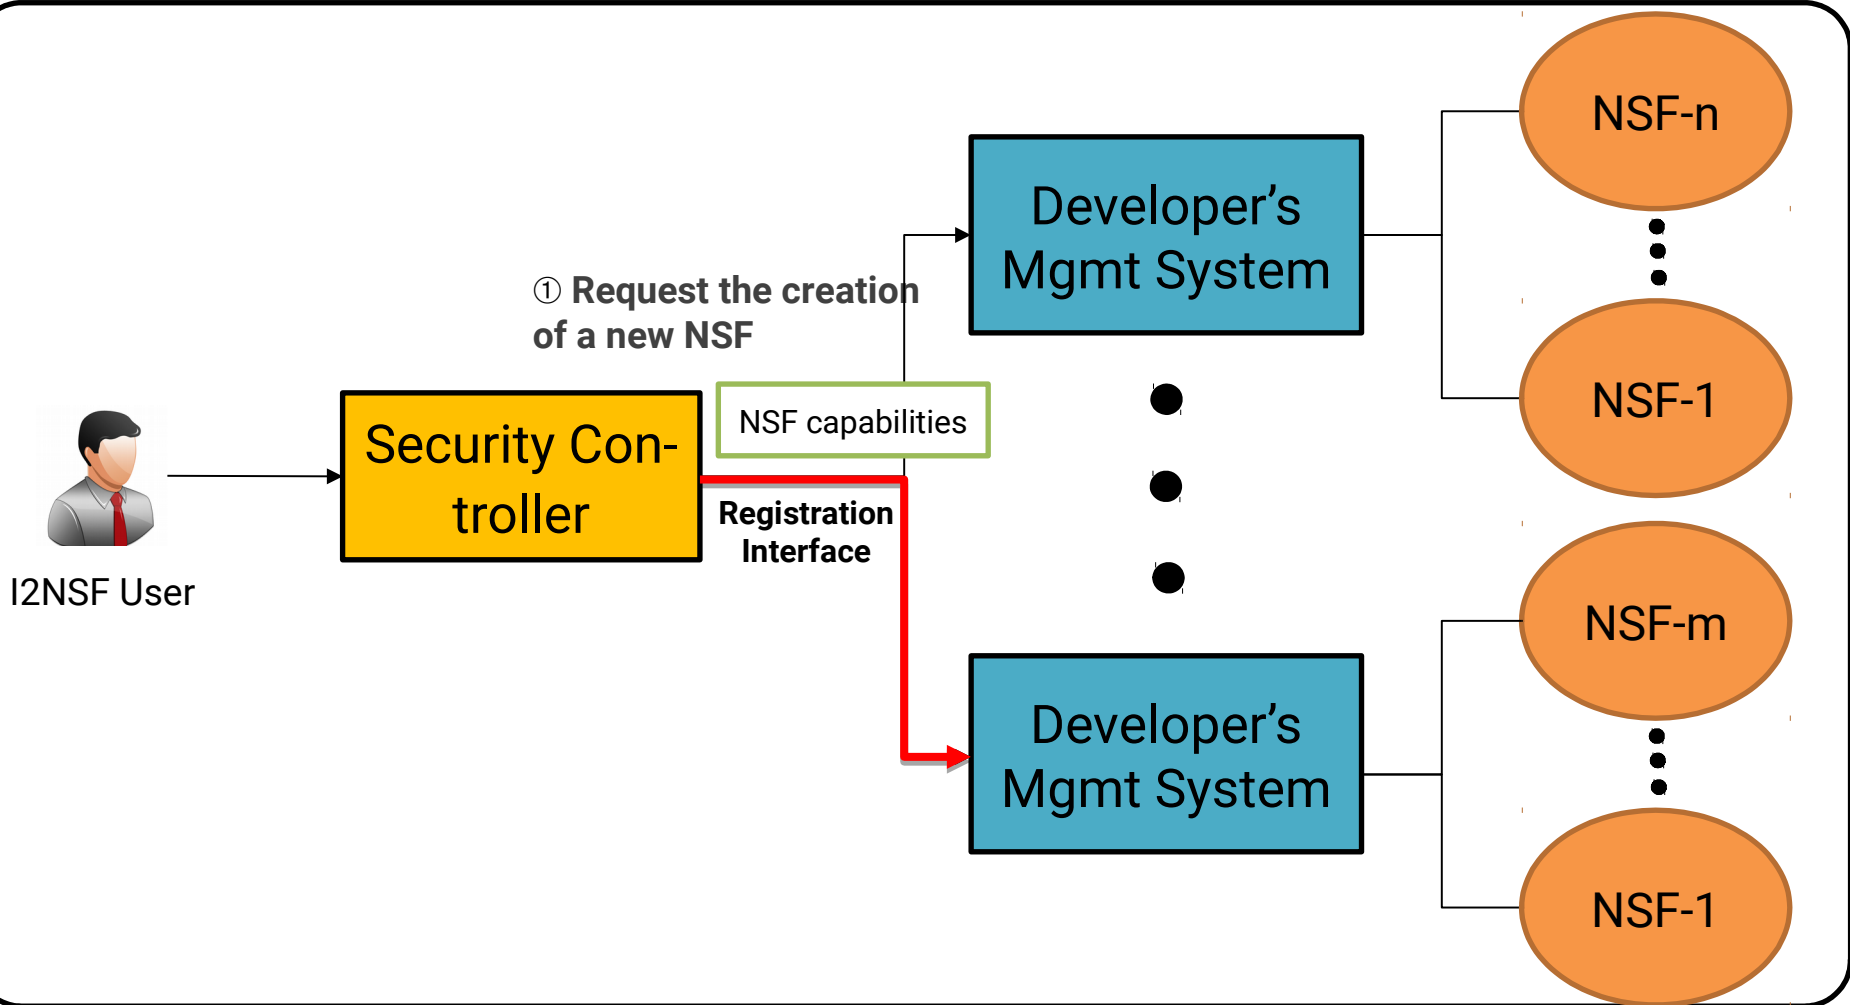 NSF-n
Developer’s
Mgmt System
① Request the creation
of a new NSF
NSF-1
NSF capabilities
Security Con-
troller
Registration
Interface
I2NSF User
NSF-m
Developer’s
Mgmt System
NSF-1